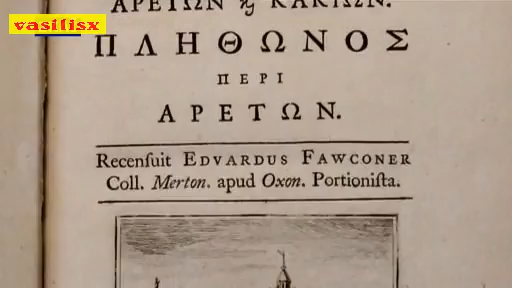 vasilisx
ΑΡΕΤΩΝ ϗ ΚΑΚΙΩΝ.
ΠΛΗΘΩΝΟΣ
ΠΕΡΙ
ΑΡΕΤΩΝ.
Recenſuit EDVARDUS FAWCONER
Coll. Merton. apud Oxon. Portioniſta.